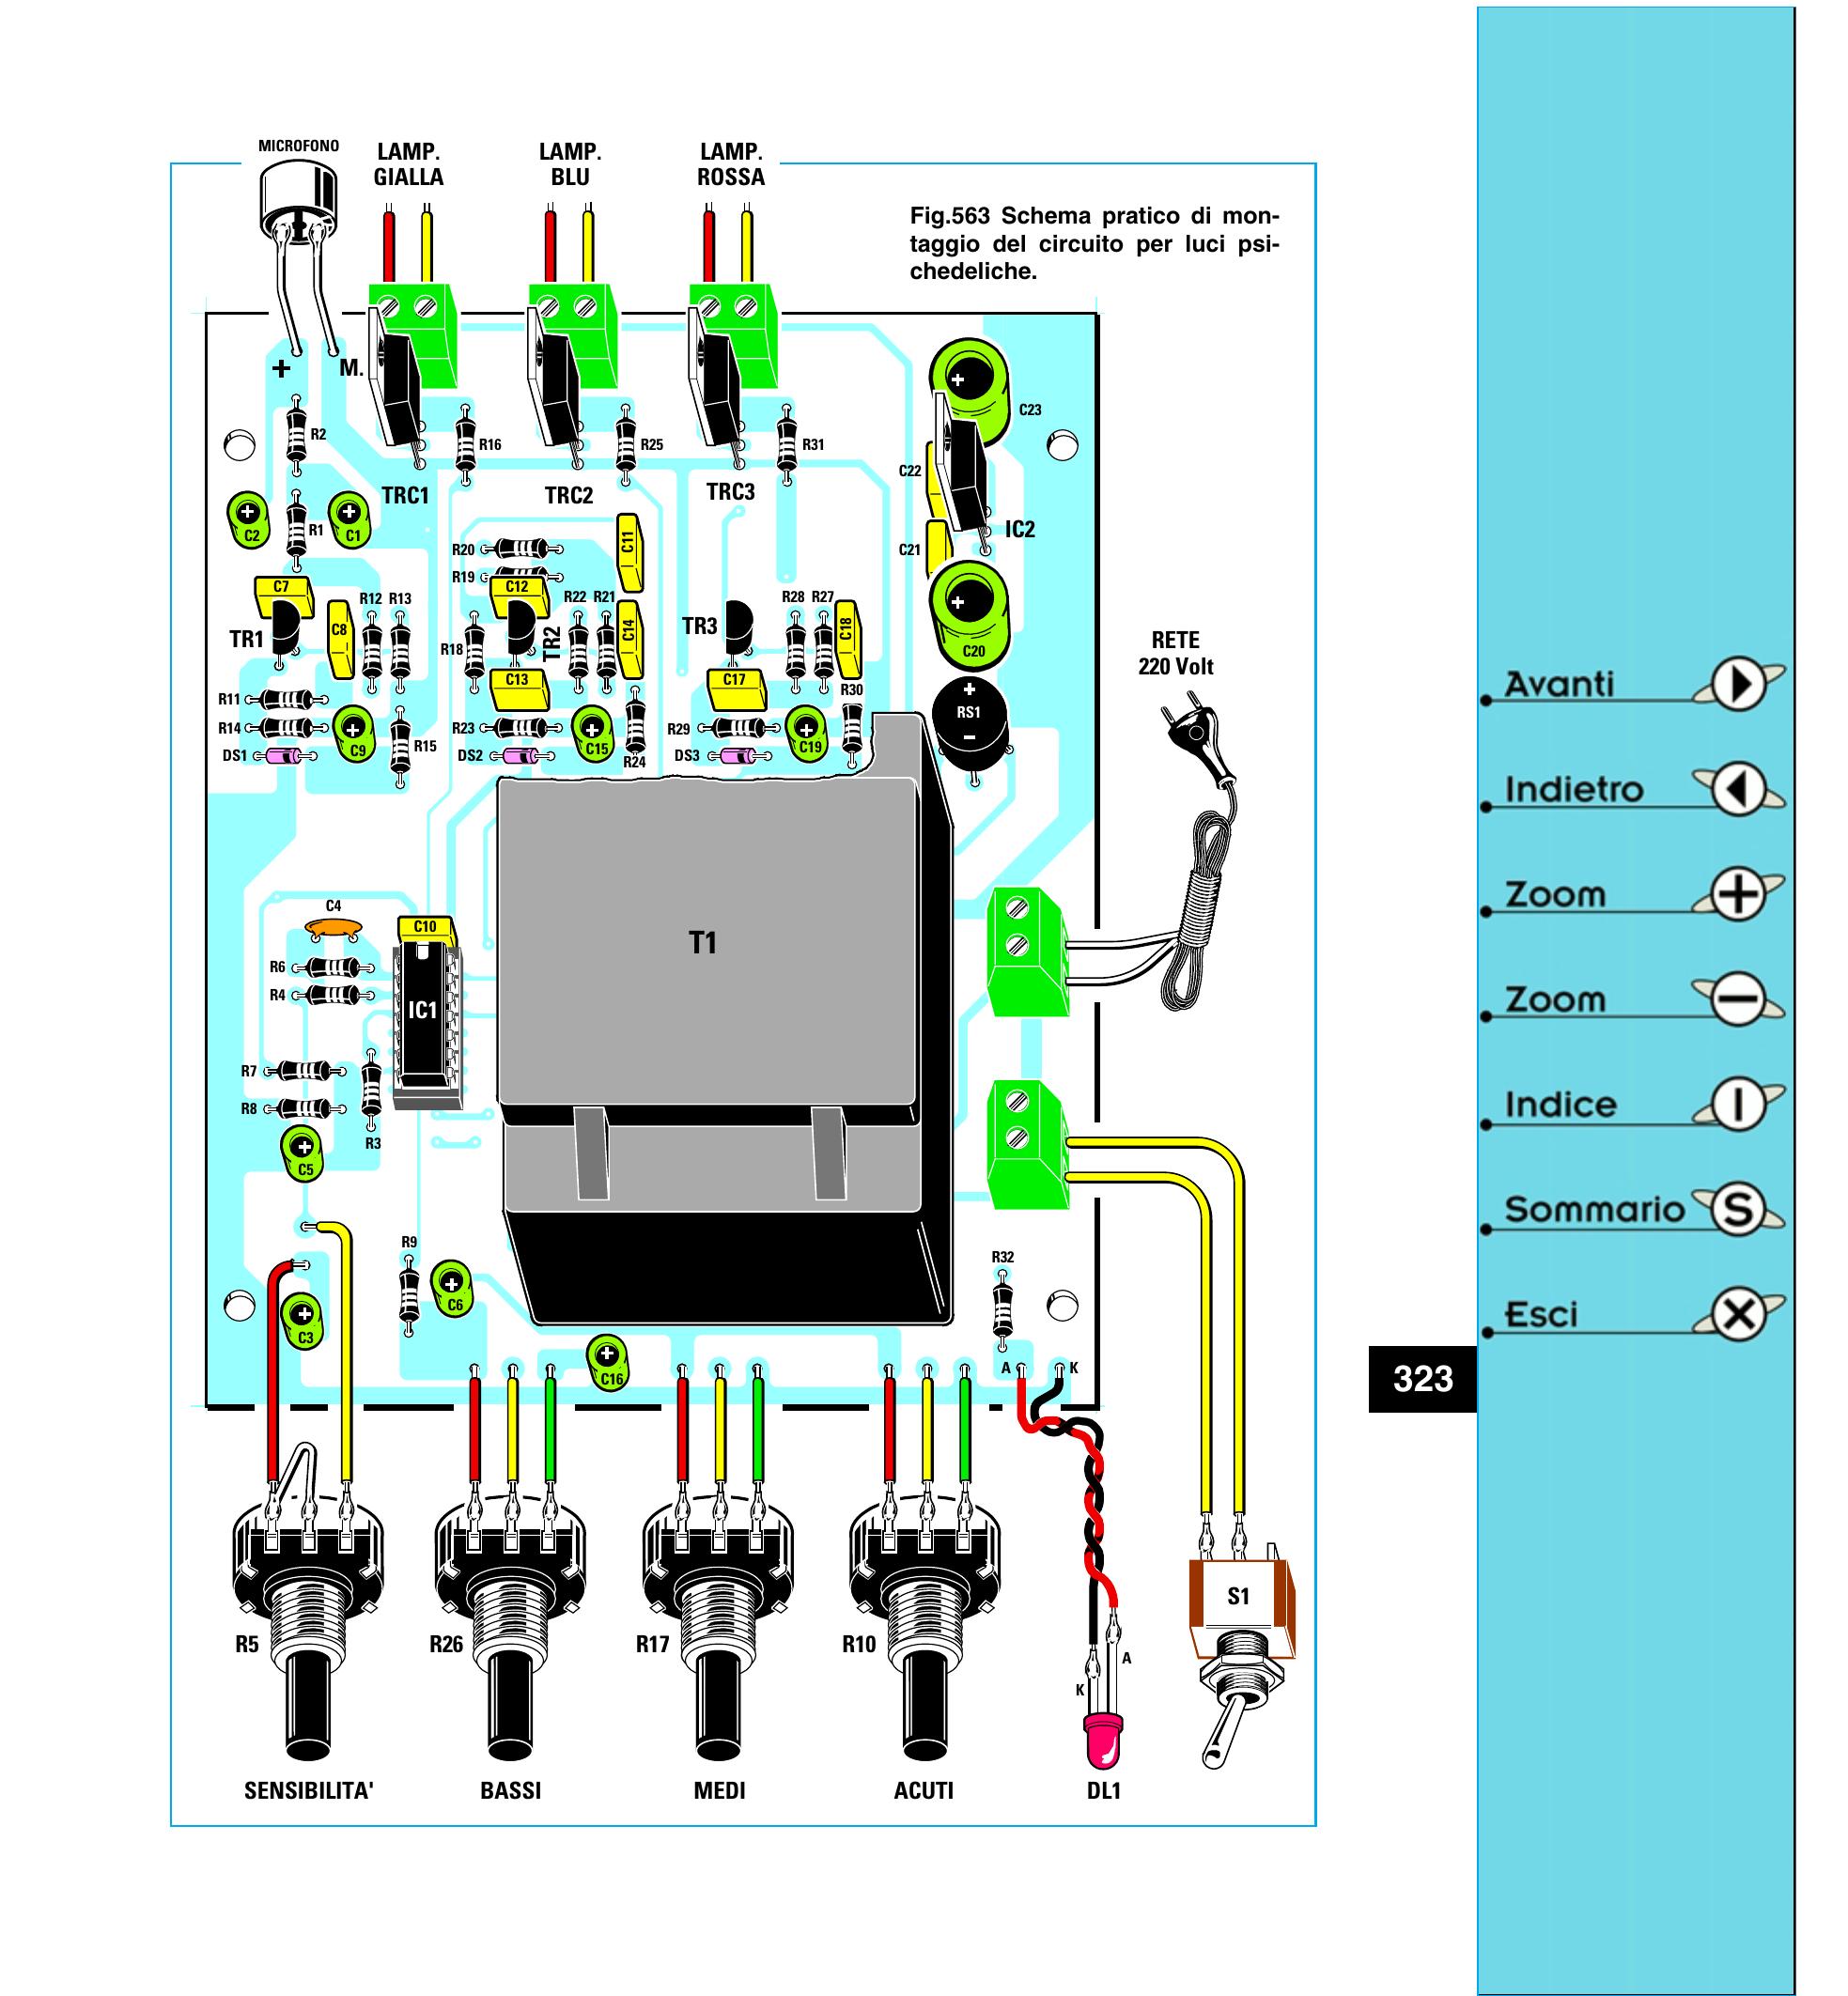 MICROFONO
LAMP.
GIALLA
LAMP.
BLU
LAMP.
ROSSA
Fig.563 Schema pratico di mon-
taggio del circuito per luci psi-
chedeliche.
+
M.
+
C23
R2
R16
R25
R31
C22
TRC1
TRC2
TRC3
+
C2
R1
+
C1
IC2
R20
C11
C21
R19
C7
C12
+
C20
R12 R13
R22 R21
R28 R27
TR1
C8
R18
TR2
C14
TR3
C18
RETE
220 Volt
C13
C17
R11
R30
+
RS1
-
R14
+
C9
R15
R23
+
C15
R24
R29
+
C19
DS1
DS2
DS3
C4
C10
T1
R6
R4
IC1
R7
R8
R3
+
C5
R9
+
C6
R32
+
C3
+
C16
A
K
R5
R26
R17
R10
S1
A
K
SENSIBILITA'
BASSI
MEDI
ACUTI
DL1
Avanti
Indietro
Zoom
Zoom
Indice
Sommario S
Esci
323